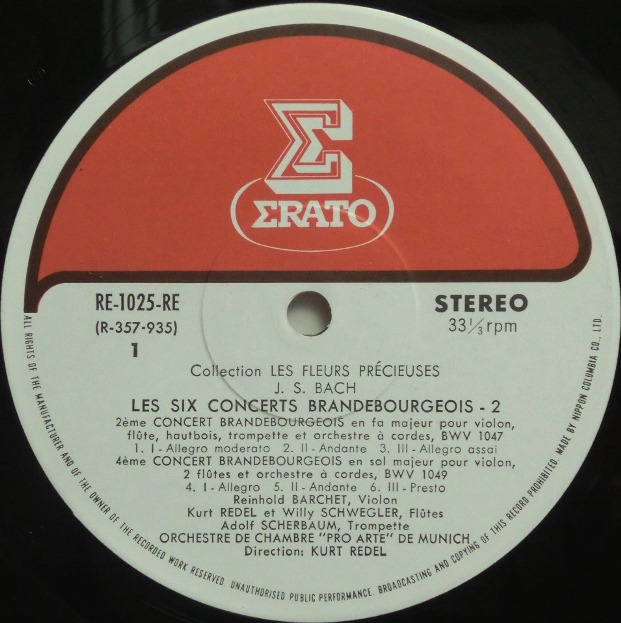 Σ
ΣRATO
RE-1025-RE
(R-357-935)
1
STEREO
33 1/3 rpm
Collection LES FLEURS PRÉCIEUSES
J. S. BACH
LES SIX CONCERTS BRANDEBOURGEOIS - 2
2ème CONCERT BRANDEBOURGEOIS en fa majeur pour violon,
flûte, hautbois, trompette et orchestre à cordes, BWV 1047
1. I - Allegro moderato 2. II - Andante 3. III - Allegro assai
4ème CONCERT BRANDEBOURGEOIS en sol majeur pour violon,
2 flûtes et orchestre à cordes, BWV 1049
4. I - Allegro 5. II - Andante 6. III - Presto
Reinhold BARCHET, Violon
Kurt REDEL et Willy SCHWEGLER, Flûtes
Adolf SCHERBAUM, Trompette
ORCHESTRE DE CHAMBRE "PRO ARTE" DE MUNICH
Direction: KURT REDEL
ALL RIGHTS OF THE MANUFACTURER AND OF THE OWNER OF THE RECORDED WORK RESERVED. UNAUTHORISED PUBLIC PERFORMANCE, BROADCASTING AND COPYING OF THIS RECORD PROHIBITED. MADE BY NIPPON COLUMBIA CO., LTD.